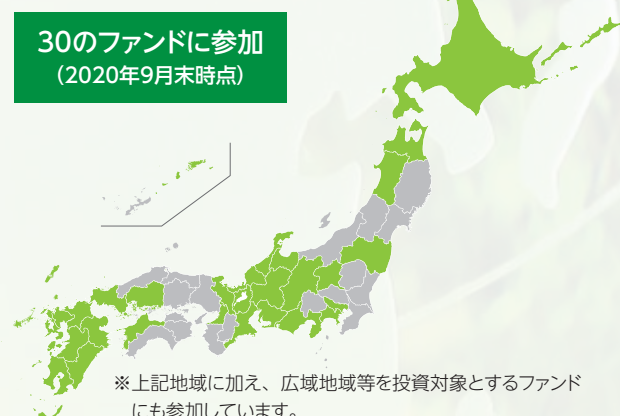 30のファンドに参加
(2020年9月末時点)
※上記地域に加え、広域地域等を投資対象とするファンド
にも参加しています。